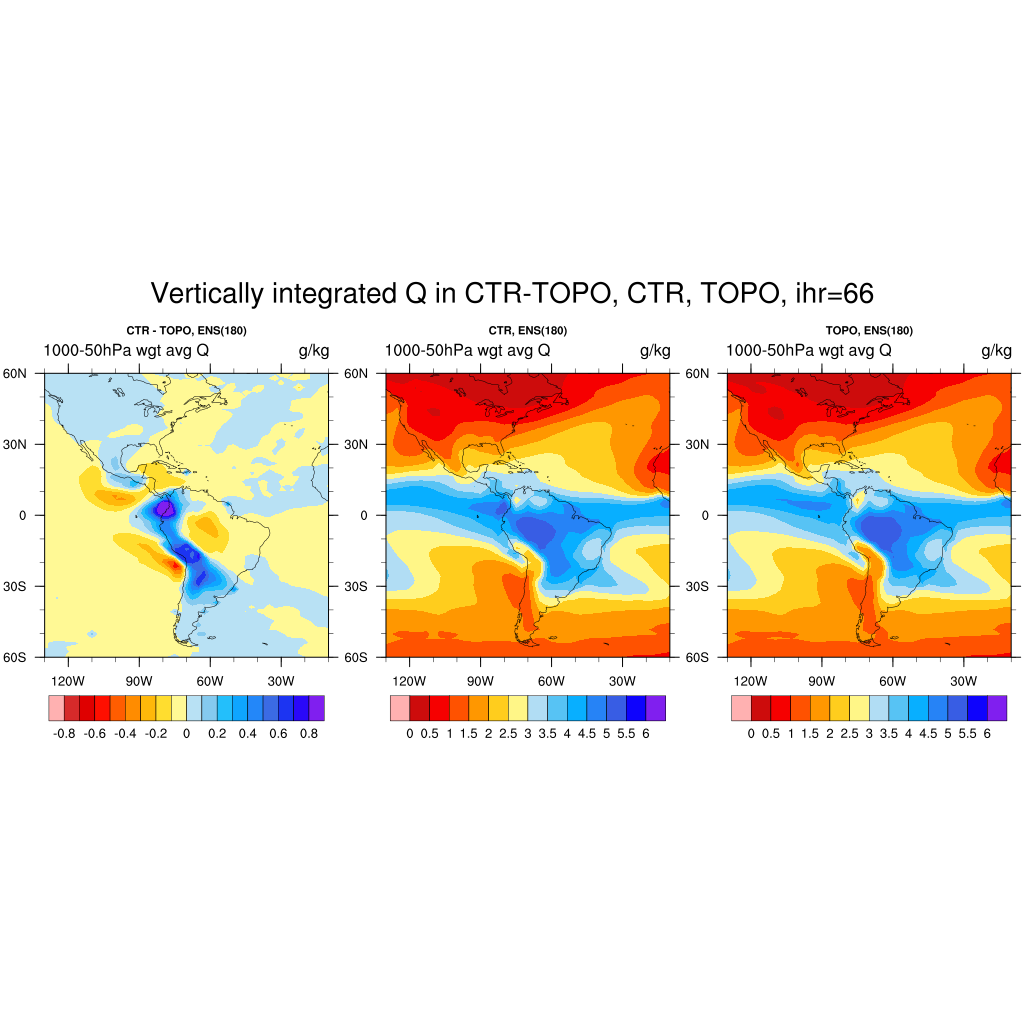 Vertically integrated Q in CTR-TOPO, CTR, TOPO, ihr=66
CTR - TOPO, ENS(180)
1000-50hPa wgt avg Q g/kg
60N
30N
0
30S
60S
120W 90W 60W 30W
-0.8 -0.6 -0.4 -0.2 0 0.2 0.4 0.6 0.8
CTR, ENS(180)
1000-50hPa wgt avg Q g/kg
60N
30N
0
30S
60S
120W 90W 60W 30W
0 0.5 1 1.5 2 2.5 3 3.5 4 4.5 5 5.5 6
TOPO, ENS(180)
1000-50hPa wgt avg Q g/kg
60N
30N
0
30S
60S
120W 90W 60W 30W
0 0.5 1 1.5 2 2.5 3 3.5 4 4.5 5 5.5 6